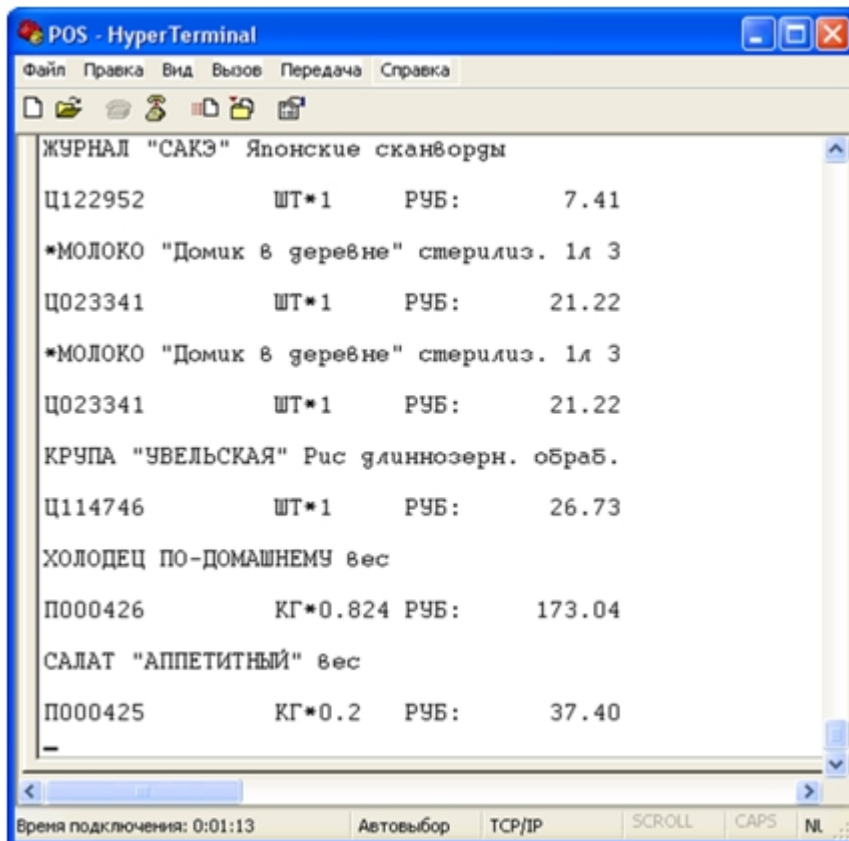 POS - HyperTerminal
Файл Правка Вид Вызов Передача Справка
ЖУРНАЛ "САКЭ" Японские сканворды
Ц122952 ШТ*1 РУБ: 7.41
*МОЛОКО "Домик в деревне" стерилиз. 1л 3
Ц023341 ШТ*1 РУБ: 21.22
*МОЛОКО "Домик в деревне" стерилиз. 1л 3
Ц023341 ШТ*1 РУБ: 21.22
КРУПА "УВЕЛЬСКАЯ" Рис длиннозерн. обраб.
Ц114746 ШТ*1 РУБ: 26.73
ХОЛОДЕЦ ПО-ДОМАШНЕМУ вес
П000426 КГ*0.824 РУБ: 173.04
САЛАТ "АППЕТИТНЫЙ" вес
П000425 КГ*0.2 РУБ: 37.40
Время подключения: 0:01:13 Автовыбор TCP/IP SCROLL CAPS NL